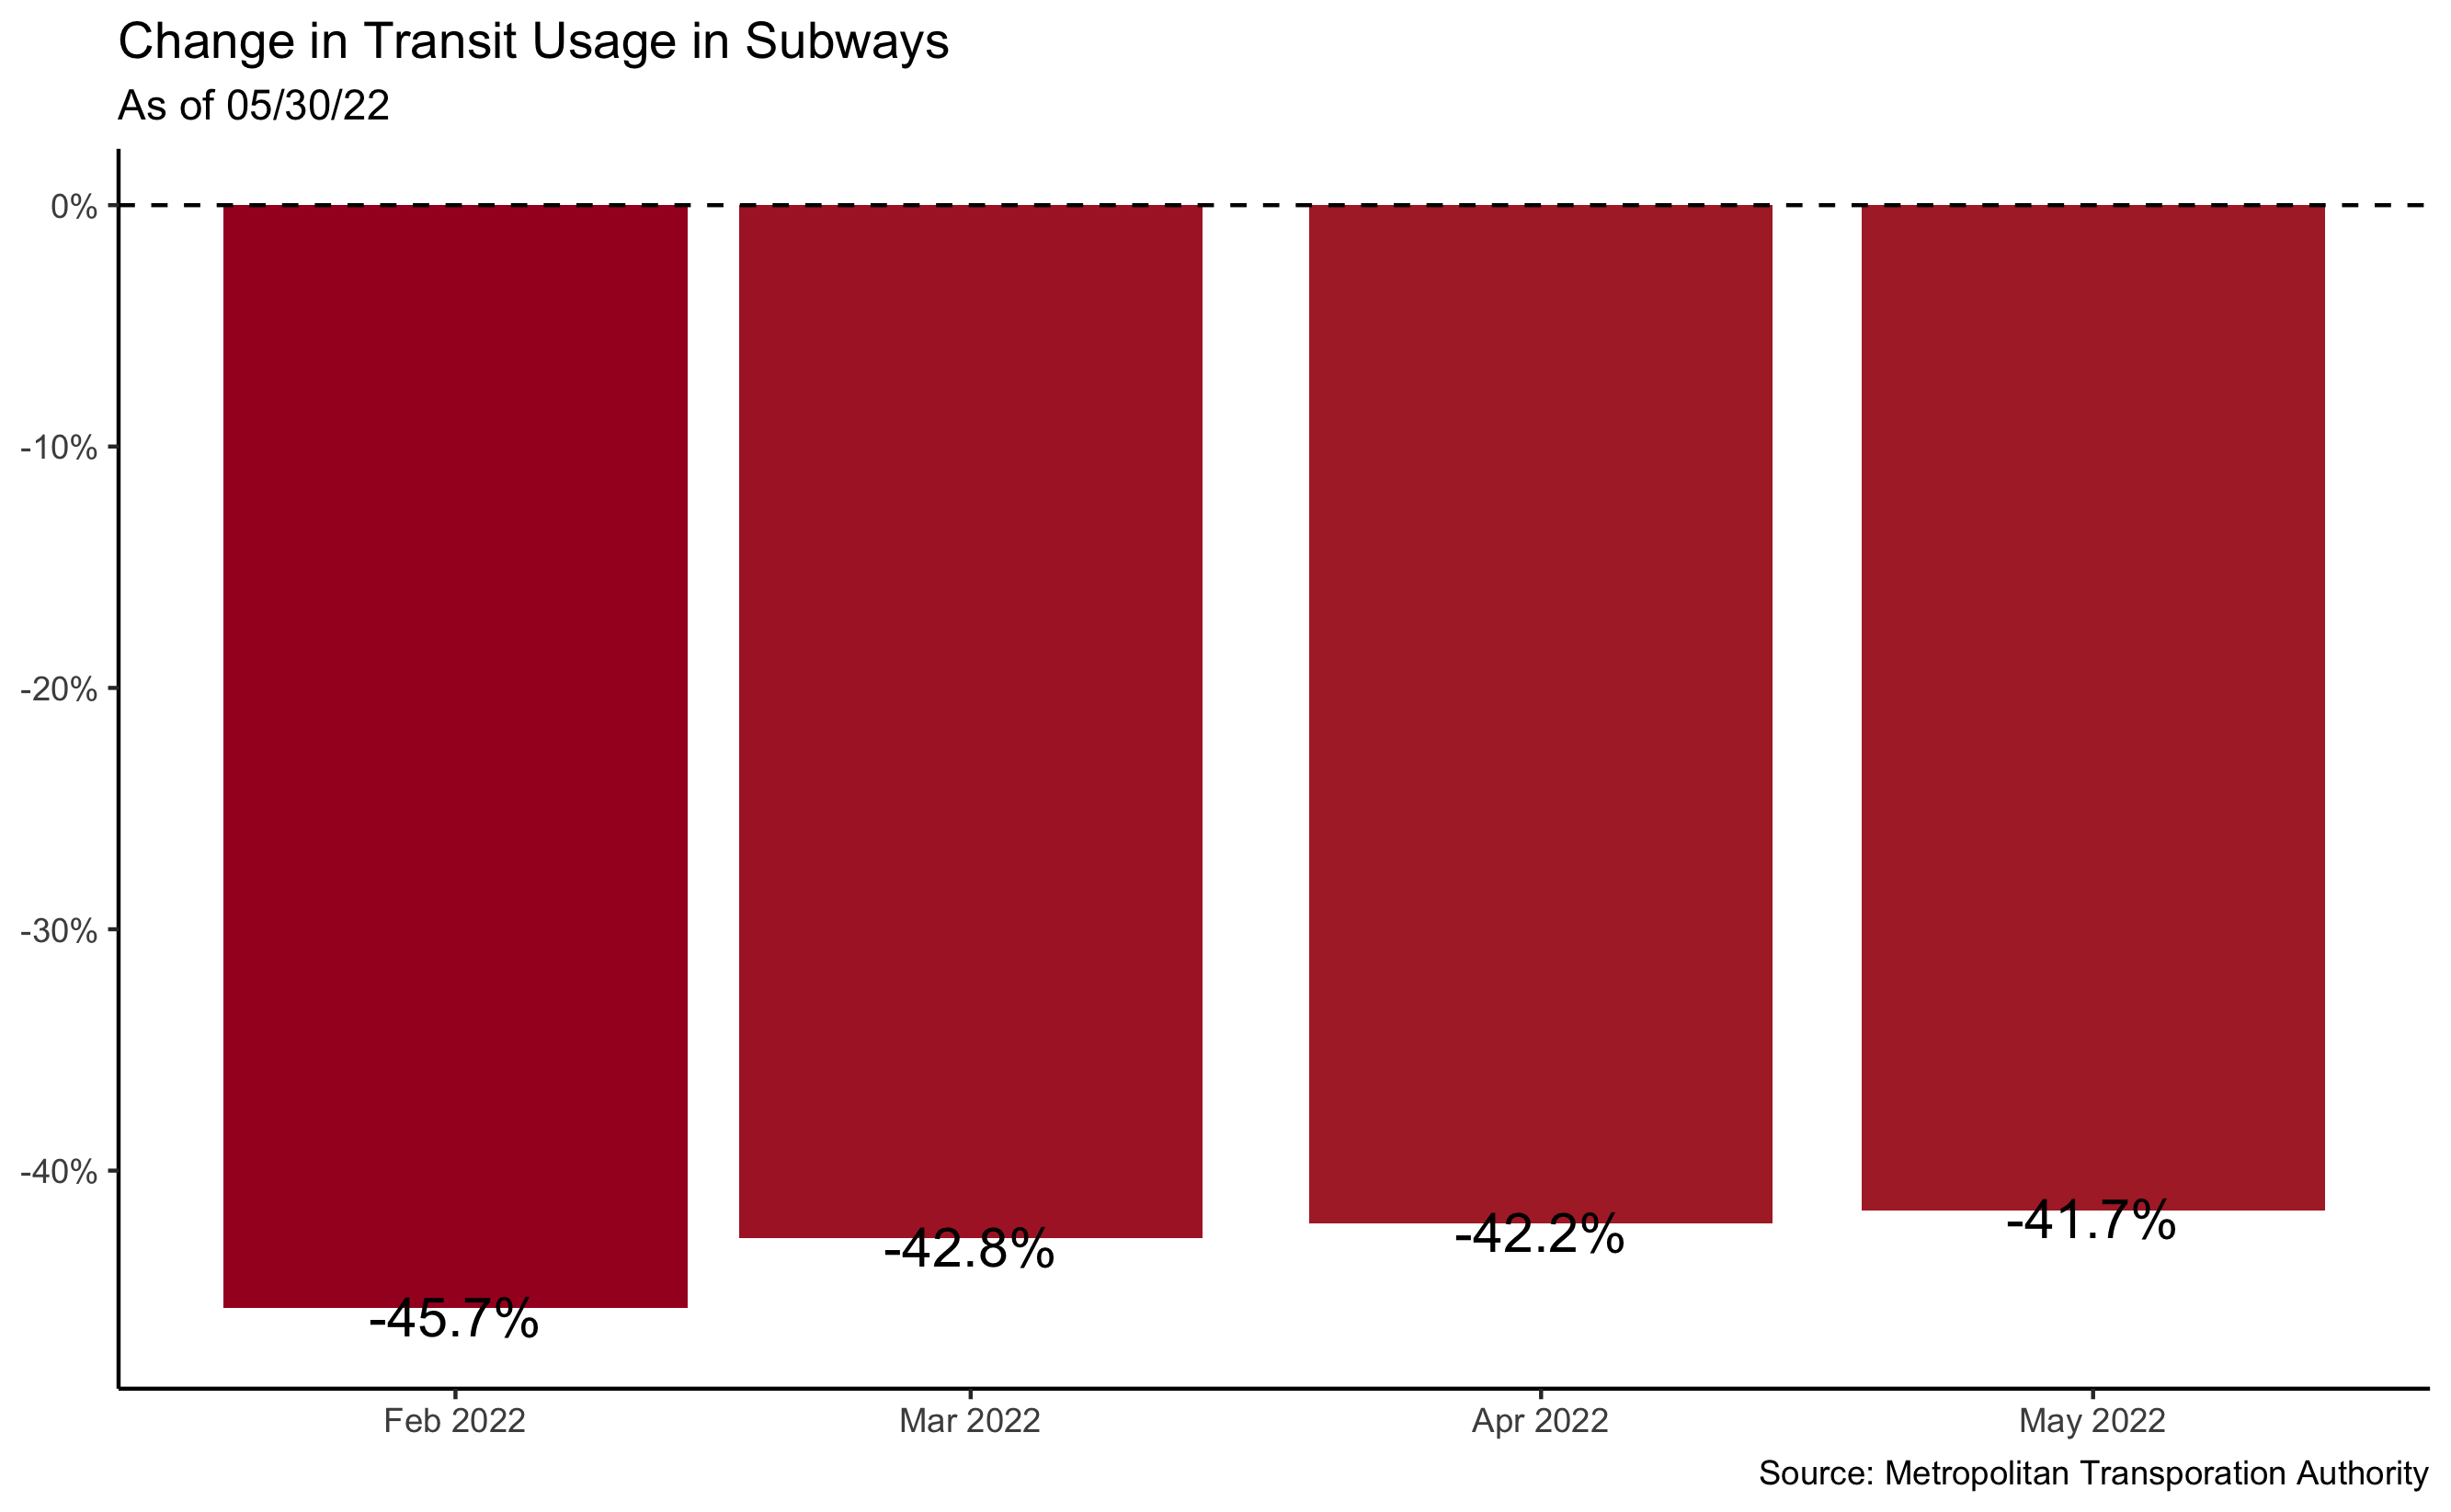 Change in Transit Usage in Subways
As of 05/30/22
0%
-10%
-20%
-30%
-40%
-45.7%
-42.8%
-42.2%
-41.7%
Feb 2022
Mar 2022
Apr 2022
May 2022
Source: Metropolitan Transporation Authority